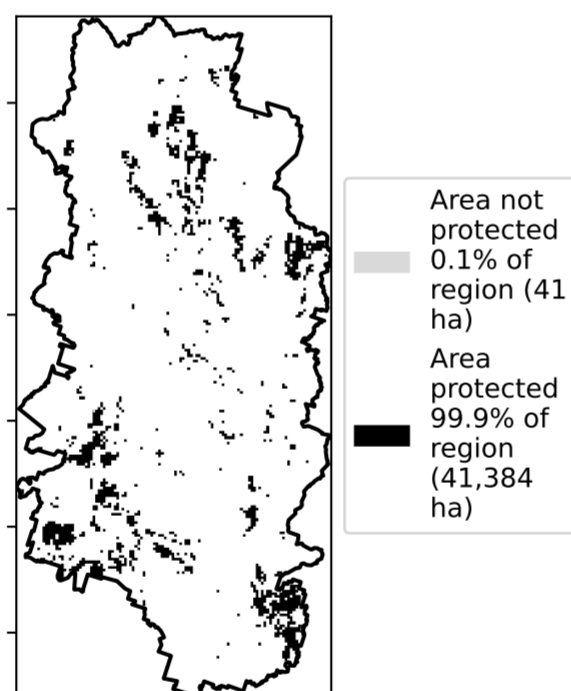 Area not
protected
0.1% of
region (41
ha)
Area
protected
99.9% of
region
(41,384
ha)